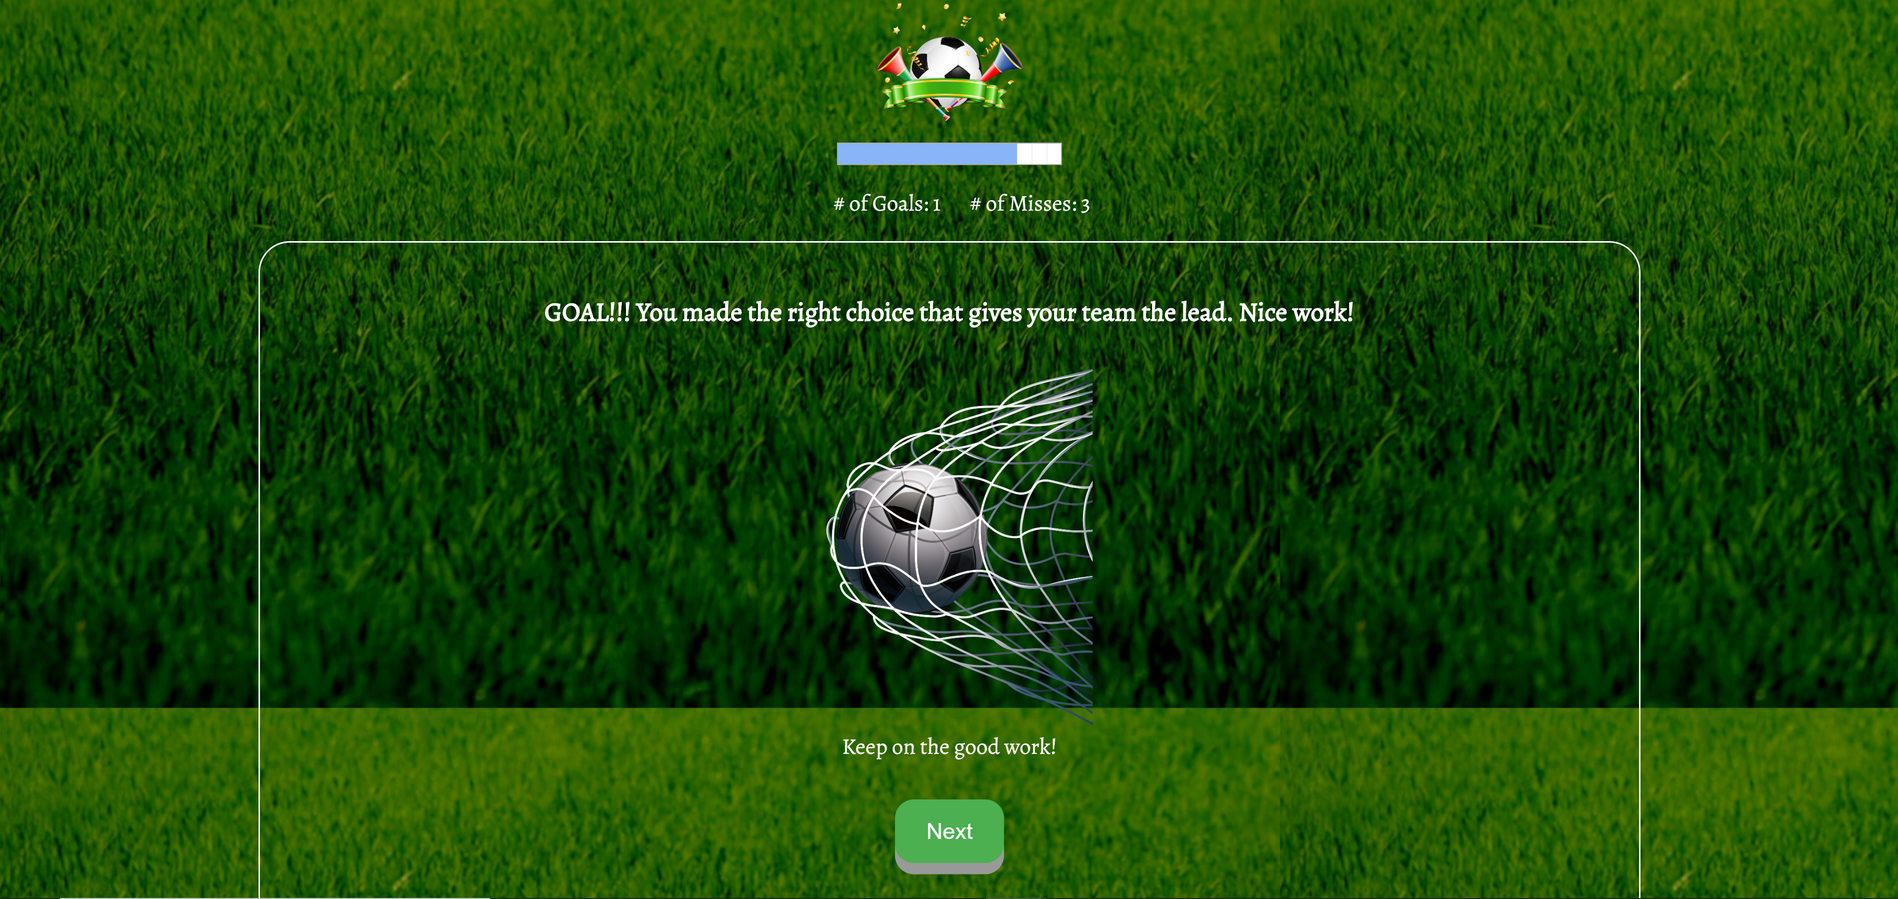 # of Goals: 1 # of Misses: 3
GOAL!!! You made the right choice that gives your team the lead. Nice work!
Keep on the good work!
Next